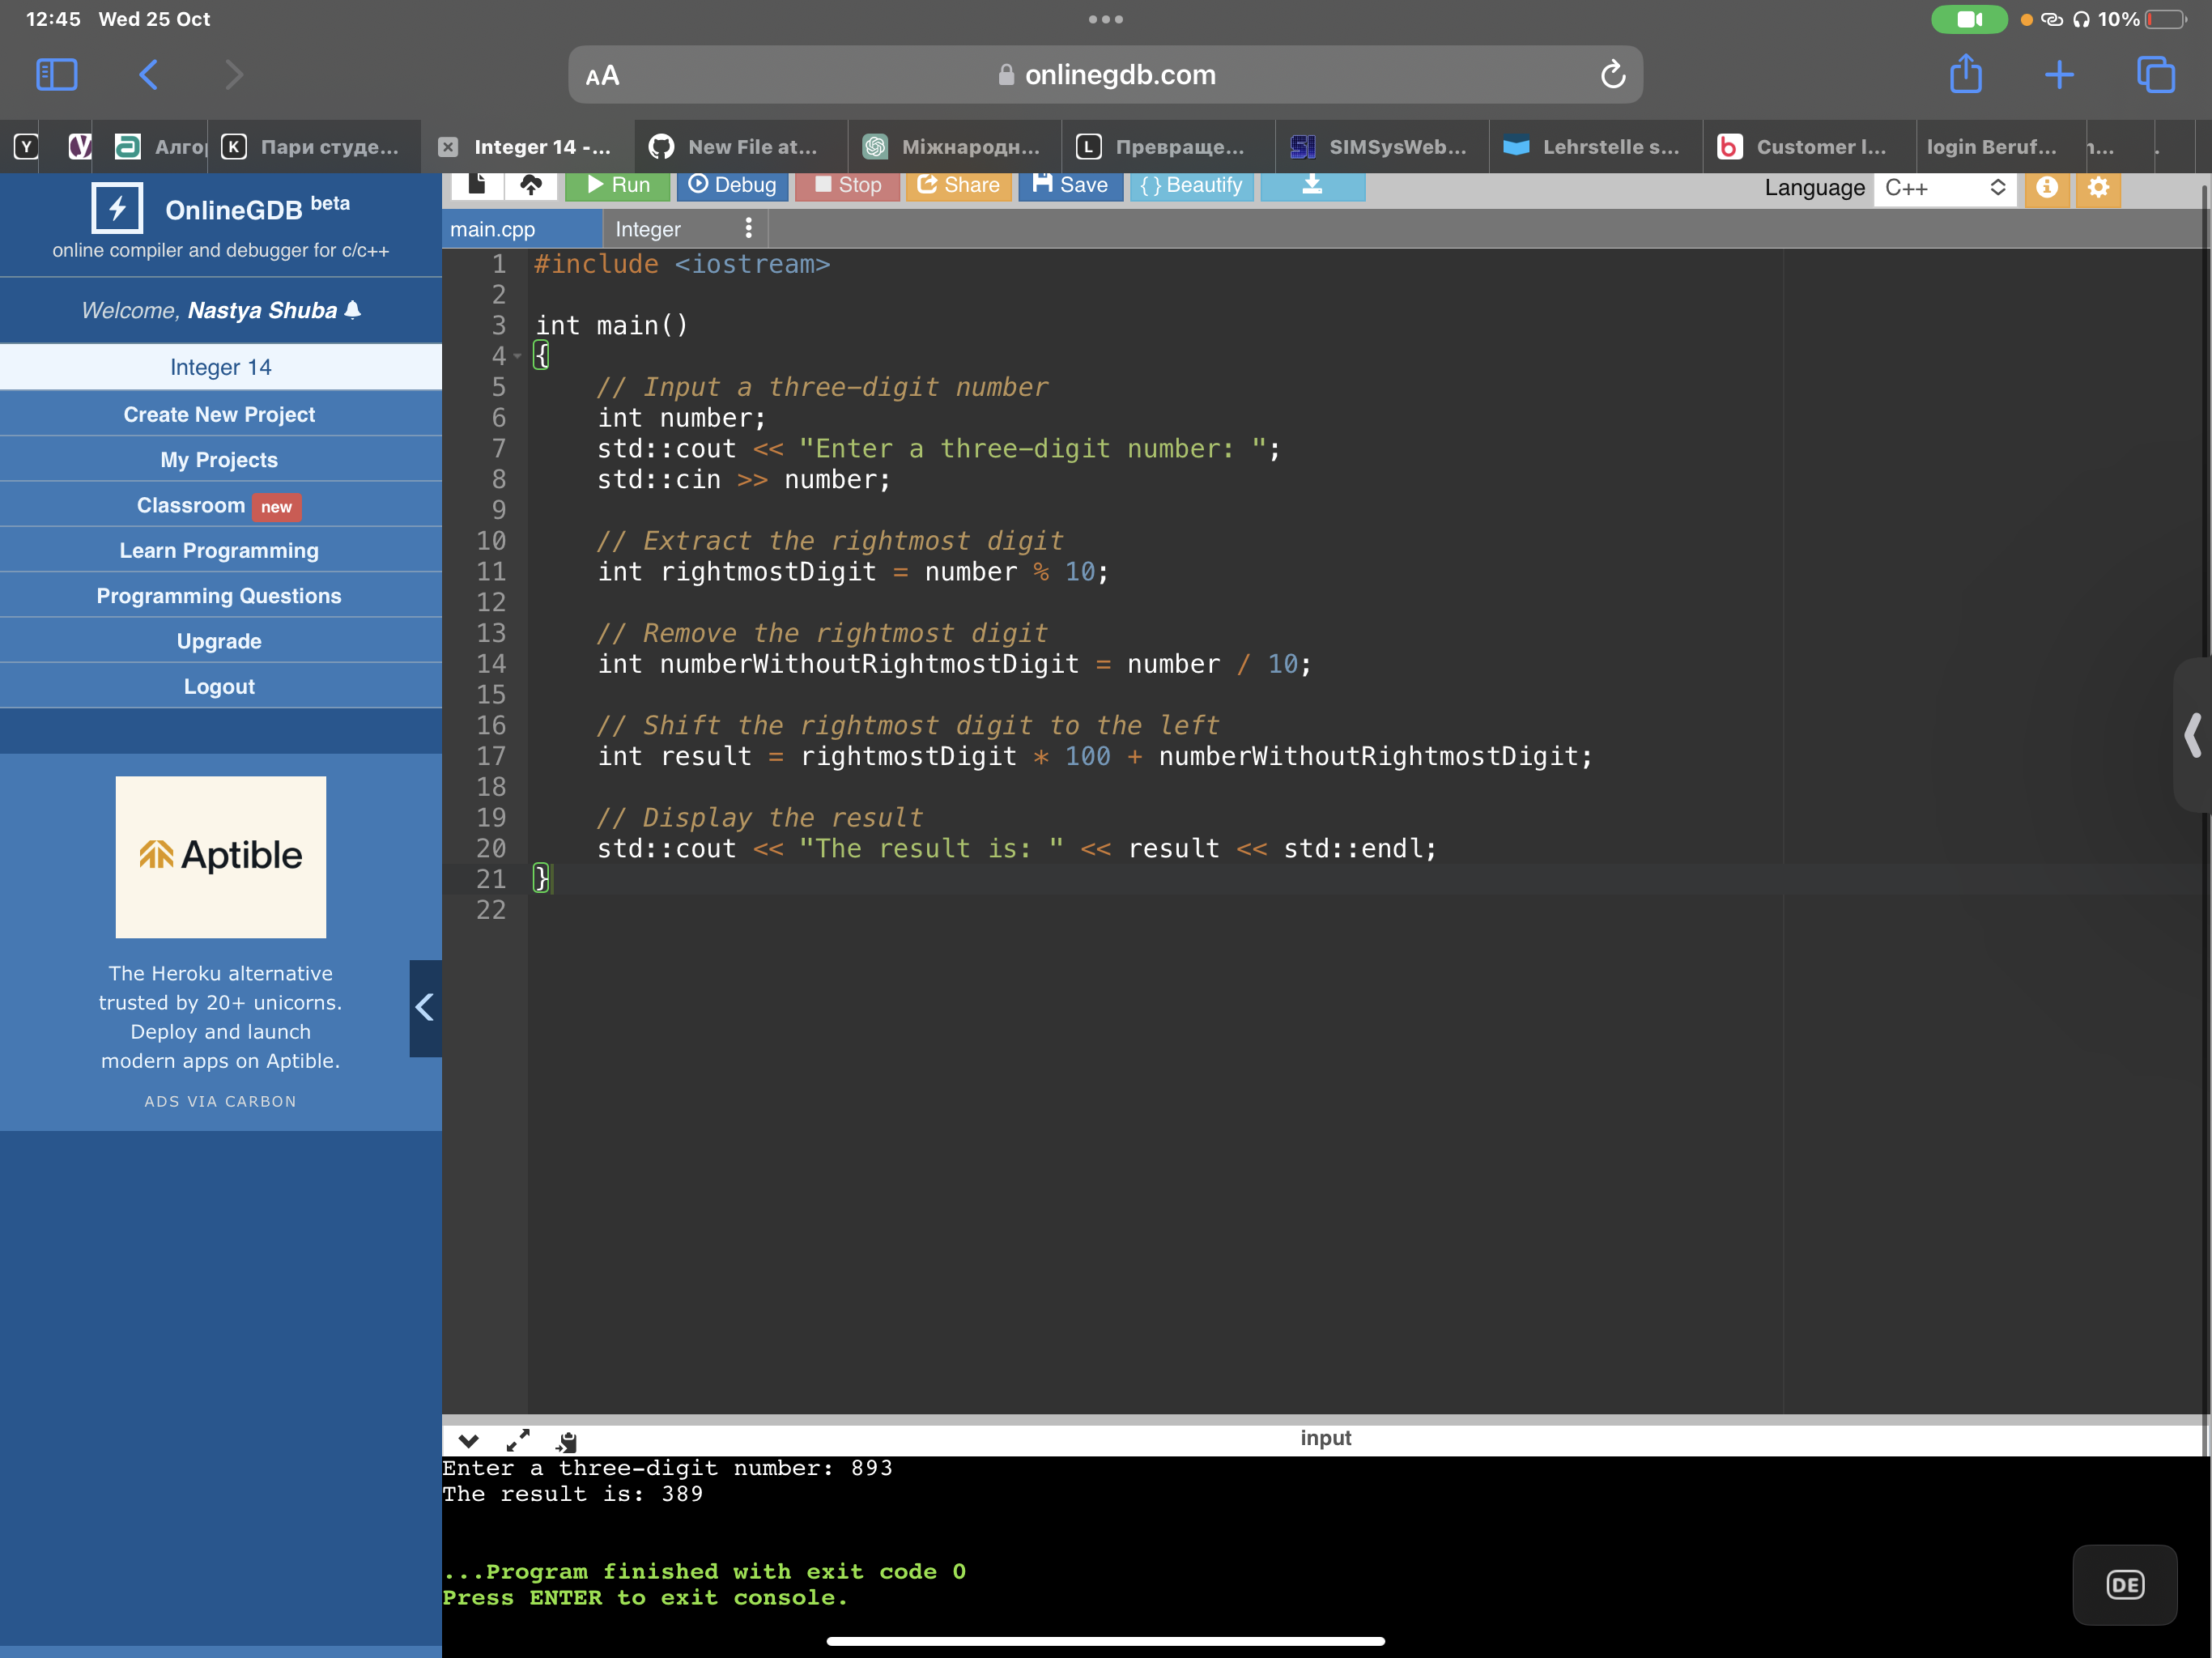 12:45 Wed 25 Oct
10%
AA onlinegdb.com
Y
Алго
K Пари студе...
Integer 14 -...
New File at...
Міжнародн...
L Превраще...
SIMSysWeb...
Lehrstelle s...
b Customer I...
login Beruf...
OnlineGDB beta
online compiler and debugger for c/c++
Welcome, Nastya Shuba
Integer 14
Create New Project
My Projects
Classroom new
Learn Programming
Programming Questions
Upgrade
Logout
Aptible
The Heroku alternative
trusted by 20+ unicorns.
Deploy and launch
modern apps on Aptible.
ADS VIA CARBON
Run Debug Stop Share Save { } Beautify
Language C++
main.cpp Integer
1 #include <iostream>
2
3 int main()
4 {
5 // Input a three-digit number
6 int number;
7 std::cout << "Enter a three-digit number: ";
8 std::cin >> number;
9
10 // Extract the rightmost digit
11 int rightmostDigit = number % 10;
12
13 // Remove the rightmost digit
14 int numberWithoutRightmostDigit = number / 10;
15
16 // Shift the rightmost digit to the left
17 int result = rightmostDigit * 100 + numberWithoutRightmostDigit;
18
19 // Display the result
20 std::cout << "The result is: " << result << std::endl;
21 }
22
input
Enter a three-digit number: 893
The result is: 389
...Program finished with exit code 0
Press ENTER to exit console.
DE